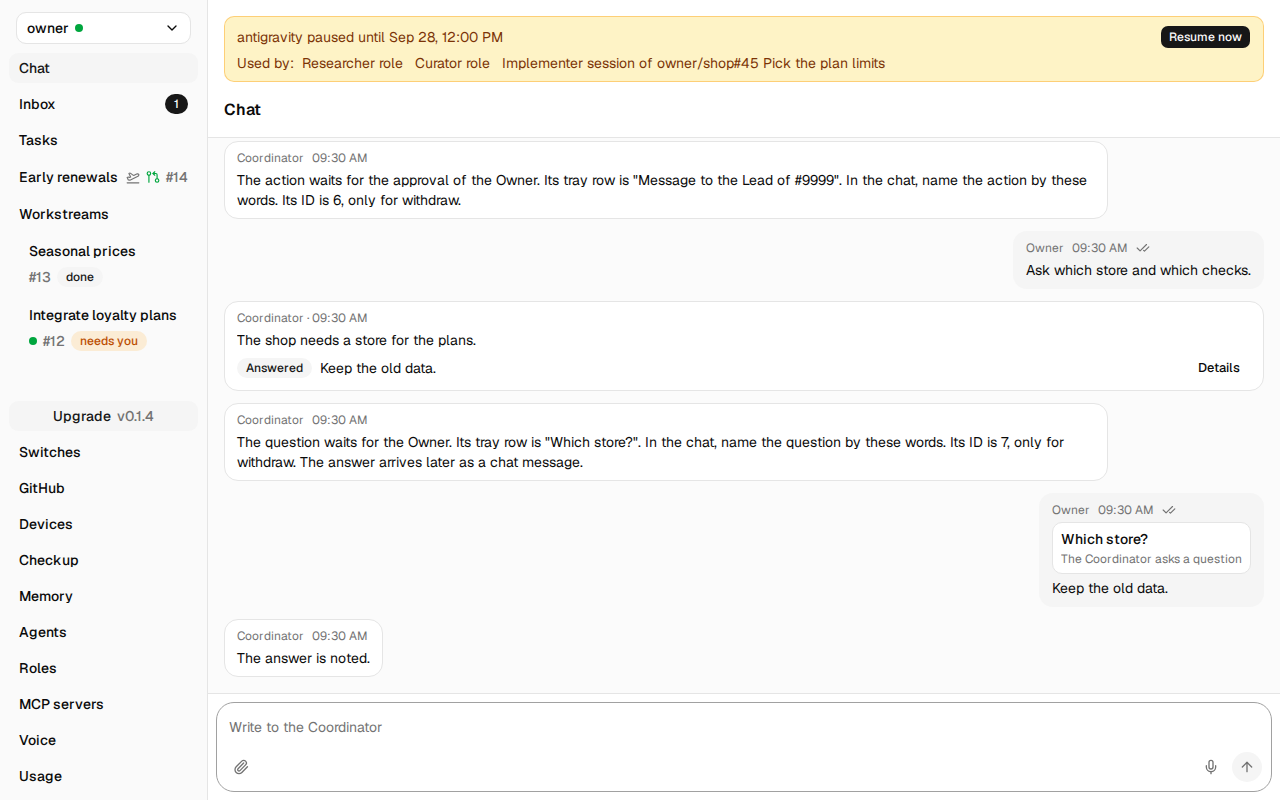 owner
Chat
Inbox 1
Tasks
Early renewals #14
Workstreams
Seasonal prices
#13 done
Integrate loyalty plans
#12 needs you
Upgrade v0.1.4
Switches
GitHub
Devices
Checkup
Memory
Agents
Roles
MCP servers
Voice
Usage
antigravity paused until Sep 28, 12:00 PM
Resume now
Used by: Researcher role Curator role Implementer session of owner/shop#45 Pick the plan limits
Chat
Coordinator 09:30 AM
The action waits for the approval of the Owner. Its tray row is "Message to the Lead of #9999". In the chat, name the action by these
words. Its ID is 6, only for withdraw.
Owner 09:30 AM
Ask which store and which checks.
Coordinator · 09:30 AM
The shop needs a store for the plans.
Answered Keep the old data. Details
Coordinator 09:30 AM
The question waits for the Owner. Its tray row is "Which store?". In the chat, name the question by these words. Its ID is 7, only for
withdraw. The answer arrives later as a chat message.
Owner 09:30 AM
Which store?
The Coordinator asks a question
Keep the old data.
Coordinator 09:30 AM
The answer is noted.
Write to the Coordinator